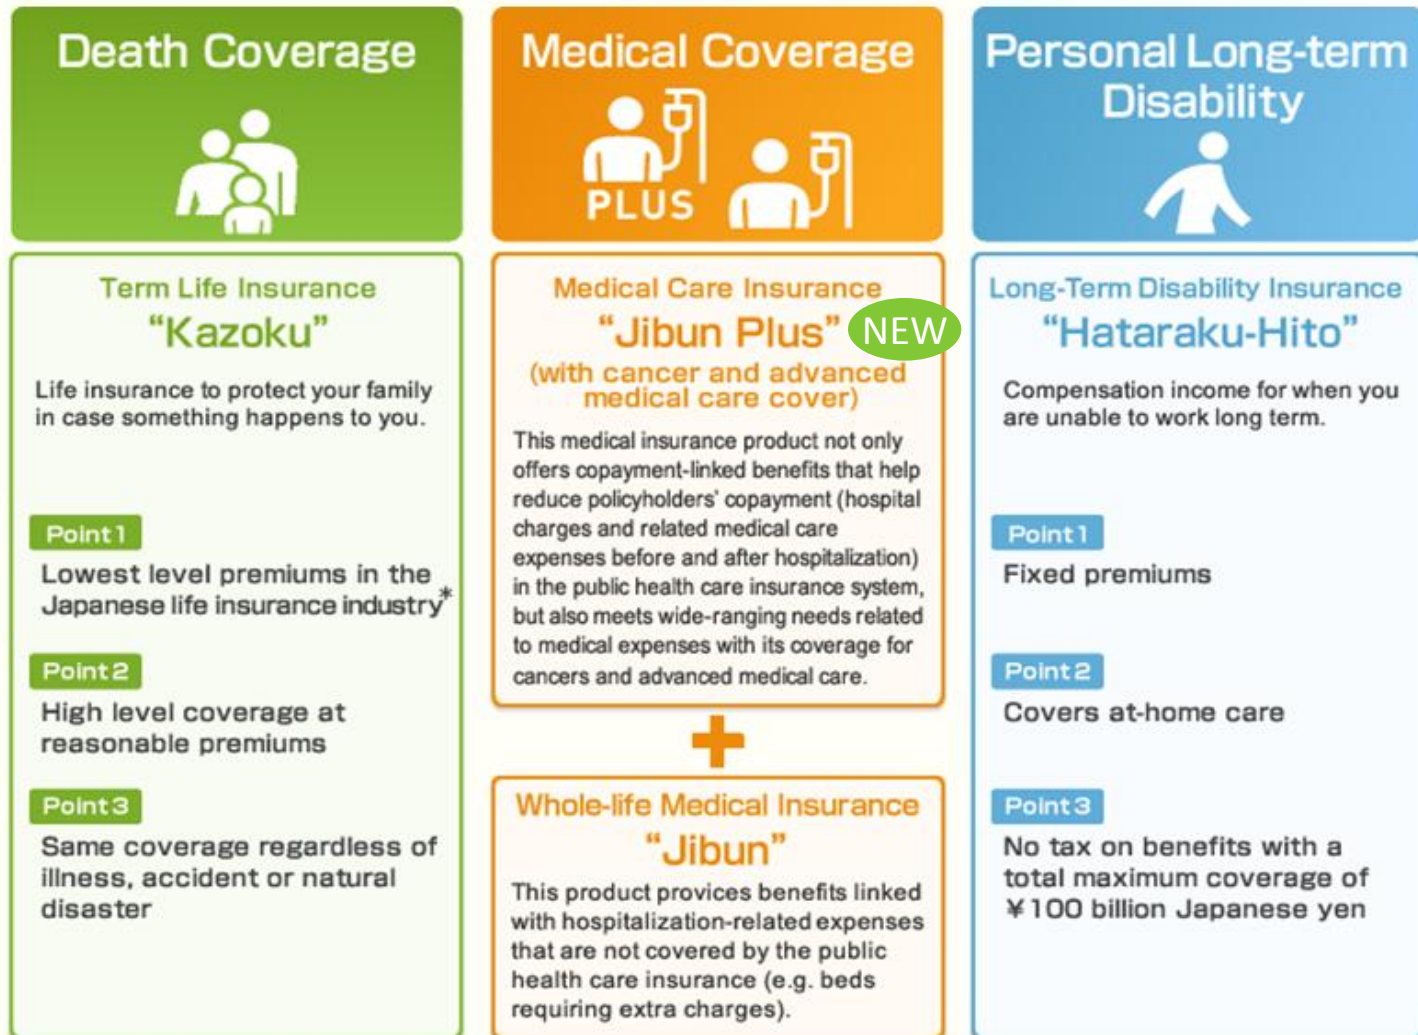 Death Coverage
Term Life Insurance
“Kazoku”
Life insurance to protect your family
in case something happens to you.
Point1
Lowest level premiums in the
Japanese life insurance industry*
Point2
High level coverage at
reasonable premiums
Point3
Same coverage regardless of
illness, accident or natural
disaster
Medical Coverage
PLUS
Medical Care Insurance
“Jibun Plus” NEW
(with cancer and advanced
medical care cover)
This medical insurance product not only
offers copayment-linked benefits that help
reduce policyholders' copayment (hospital
charges and related medical care
expenses before and after hospitalization)
in the public health care insurance system,
but also meets wide-ranging needs related
to medical expenses with its coverage for
cancers and advanced medical care.
+
Whole-life Medical Insurance
“Jibun”
This product provices benefits linked
with hospitalization-related expenses
that are not covered by the public
health care insurance (e.g. beds
requiring extra charges).
Personal Long-term
Disability
Long-Term Disability Insurance
“Hataraku-Hito”
Compensation income for when you
are unable to work long term.
Point1
Fixed premiums
Point2
Covers at-home care
Point3
No tax on benefits with a
total maximum coverage of
¥100 billion Japanese yen